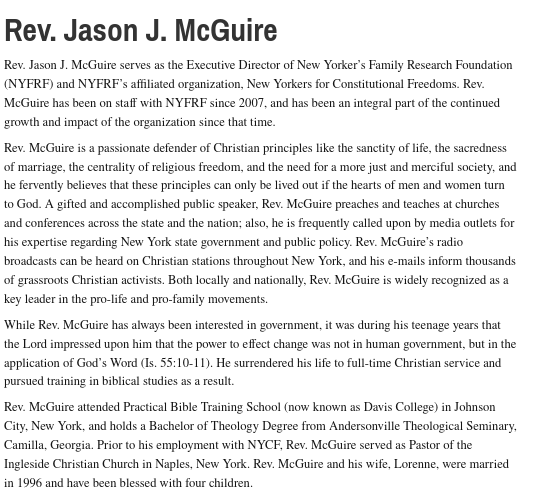 Rev. Jason J. McGuire
Rev. Jason J. McGuire serves as the Executive Director of New Yorker's Family Research Foundation
(NYFRF) and NYFRF's affiliated organization, New Yorkers for Constitutional Freedoms. Rev.
McGuire has been on staff with NYFRF since 2007, and has been an integral part of the continued
growth and impact of the organization since that time.
Rev. McGuire is a passionate defender of Christian principles like the sanctity of life, the sacredness
of marriage, the centrality of religious freedom, and the need for a more just and merciful society, and
he fervently believes that these principles can only be lived out if the hearts of men and women turn
to God. A gifted and accomplished public speaker, Rev. McGuire preaches and teaches at churches
and conferences across the state and the nation; also, he is frequently called upon by media outlets for
his expertise regarding New York state government and public policy. Rev. McGuire's radio
broadcasts can be heard on Christian stations throughout New York, and his e-mails inform thousands
of grassroots Christian activists. Both locally and nationally, Rev. McGuire is widely recognized as a
key leader in the pro-life and pro-family movements.
While Rev. McGuire has always been interested in government, it was during his teenage years that
the Lord impressed upon him that the power to effect change was not in human government, but in the
application of God's Word (Is. 55:10-11). He surrendered his life to full-time Christian service and
pursued training in biblical studies as a result.
Rev. McGuire attended Practical Bible Training School (now known as Davis College) in Johnson
City, New York, and holds a Bachelor of Theology Degree from Andersonville Theological Seminary,
Camilla, Georgia. Prior to his employment with NYCF, Rev. McGuire served as Pastor of the
Ingleside Christian Church in Naples, New York. Rev. McGuire and his wife, Lorenne, were married
in 1996 and have been blessed with four children.